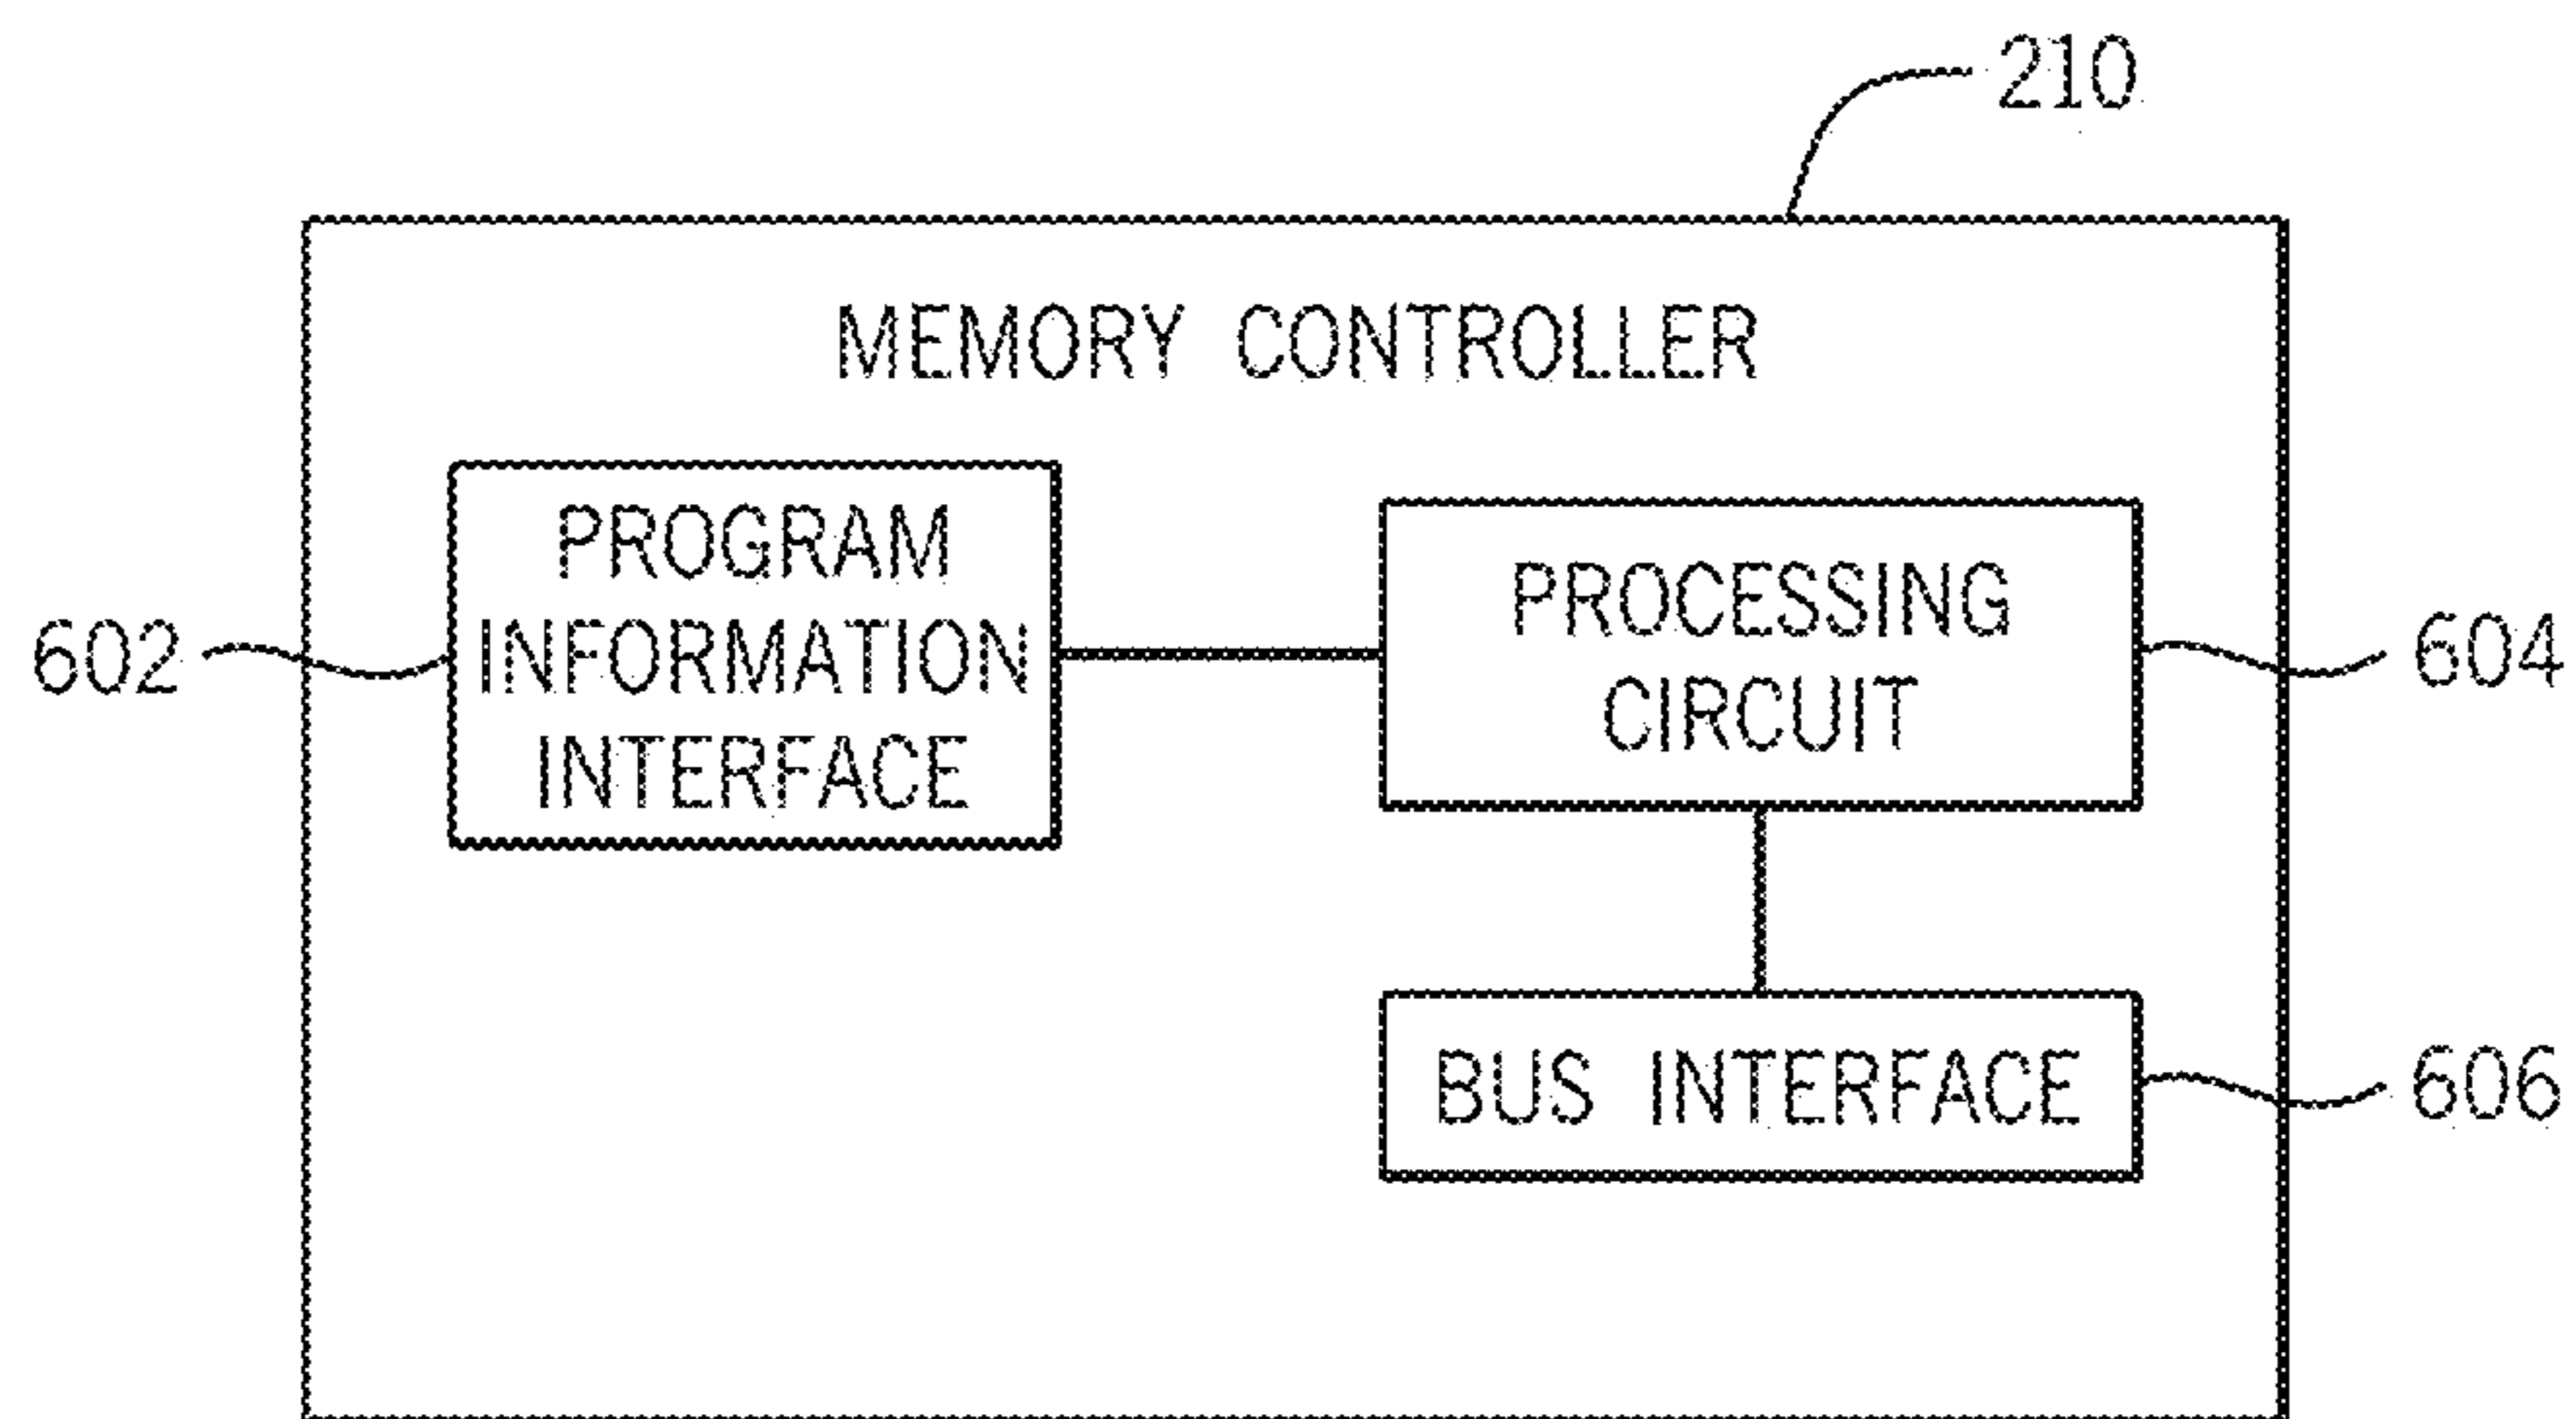 210
MEMORY CONTROLLER
PROGRAM
INFORMATION
INTERFACE
602
PROCESSING
CIRCUIT
604
BUS INTERFACE
606